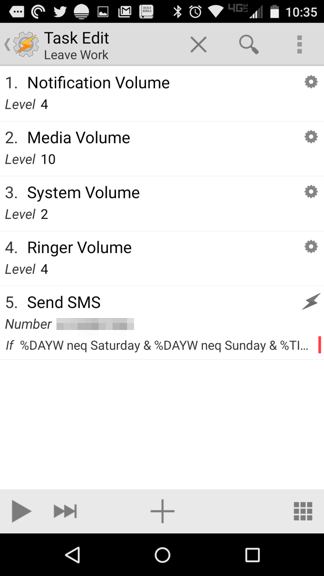 4G
10:35
Task Edit
Leave Work
1. Notification Volume
Level 4
2. Media Volume
Level 10
3. System Volume
Level 2
4. Ringer Volume
Level 4
5. Send SMS
Number
If %DAYW neq Saturday & %DAYW neq Sunday & %TI...